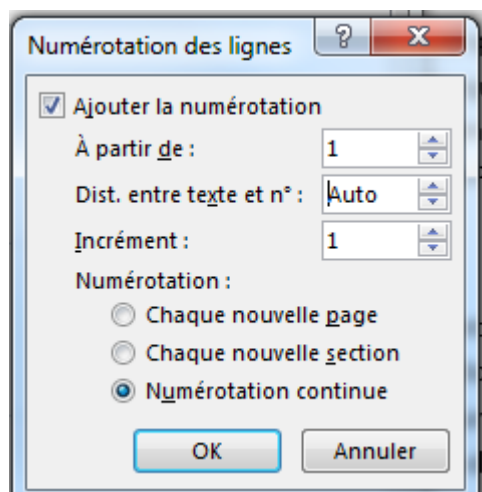 Numérotation des lignes
Ajouter la numérotation
À partir de : 1
Dist. entre texte et n° : Auto
Incrément : 1
Numérotation :
Chaque nouvelle page
Chaque nouvelle section
Numérotation continue
OK Annuler